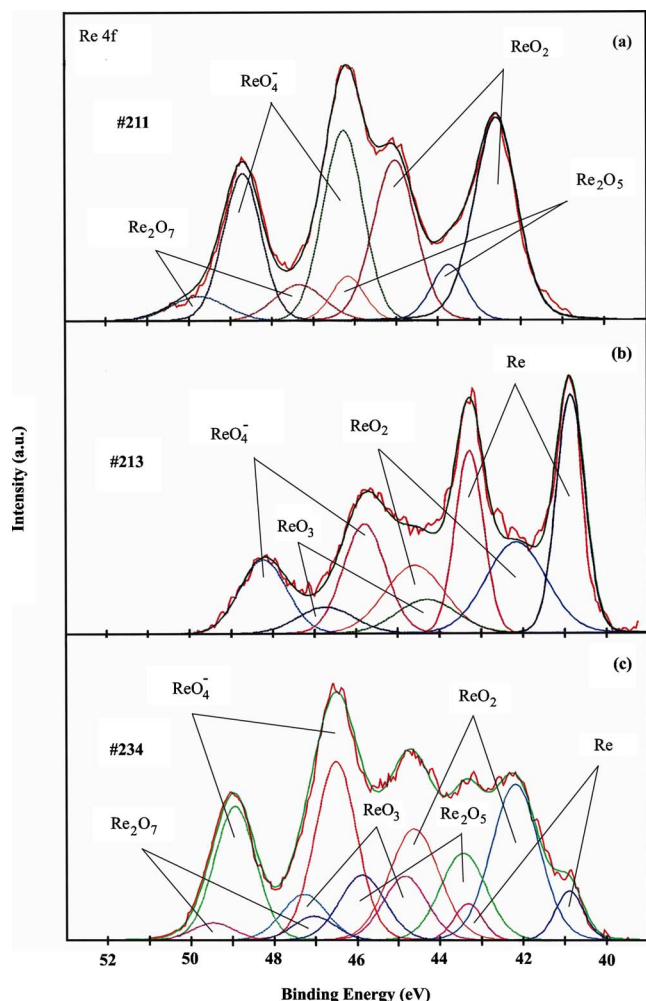 Re 4f
(a)
ReO₂
ReO₄⁻
#211
Re₂O₅
Re₂O₇
(b)
Re
ReO₄⁻
ReO₂
#213
ReO₃
(c)
ReO₄⁻
ReO₂
#234
Re
ReO₃
Re₂O₅
Re₂O₇
52 50 48 46 44 42 40
Binding Energy (eV)
Intensity (a.u.)